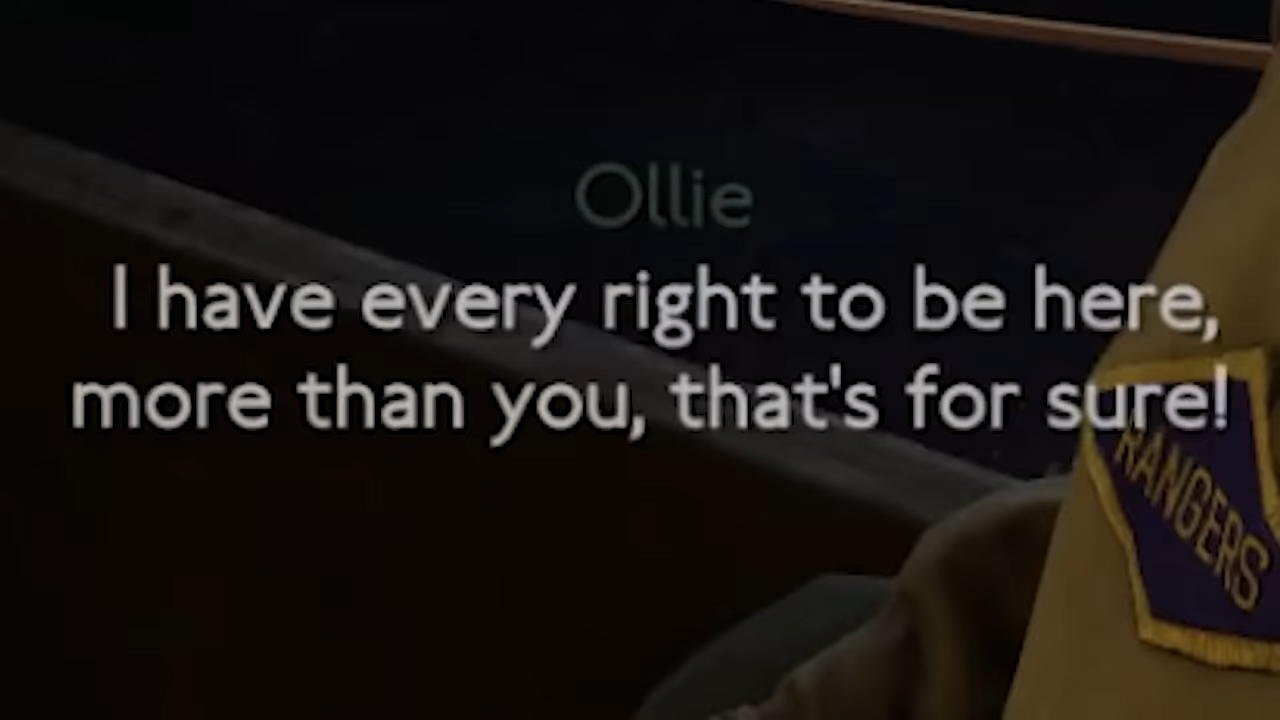 Ollie
I have every right to be here,
more than you, that's for sure!
RANGERS